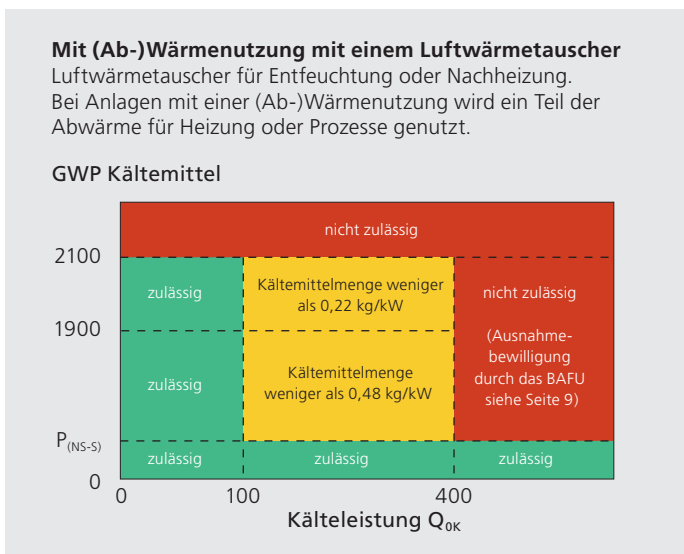 Mit (Ab-)Wärmenutzung mit einem Luftwärmetauscher
Luftwärmetauscher für Entfeuchtung oder Nachheizung.
Bei Anlagen mit einer (Ab-)Wärmenutzung wird ein Teil der
Abwärme für Heizung oder Prozesse genutzt.
GWP Kältemittel
nicht zulässig
2100
zulässig
Kältemittelmenge weniger
als 0,22 kg/kW
nicht zulässig
1900
(Ausnahme-
bewilligung
durch das BAFU
siehe Seite 9)
zulässig
Kältemittelmenge
weniger als 0,48 kg/kW
P(NS-S)
zulässig
zulässig
zulässig
0
0
100
400
Kälteleistung Q0K